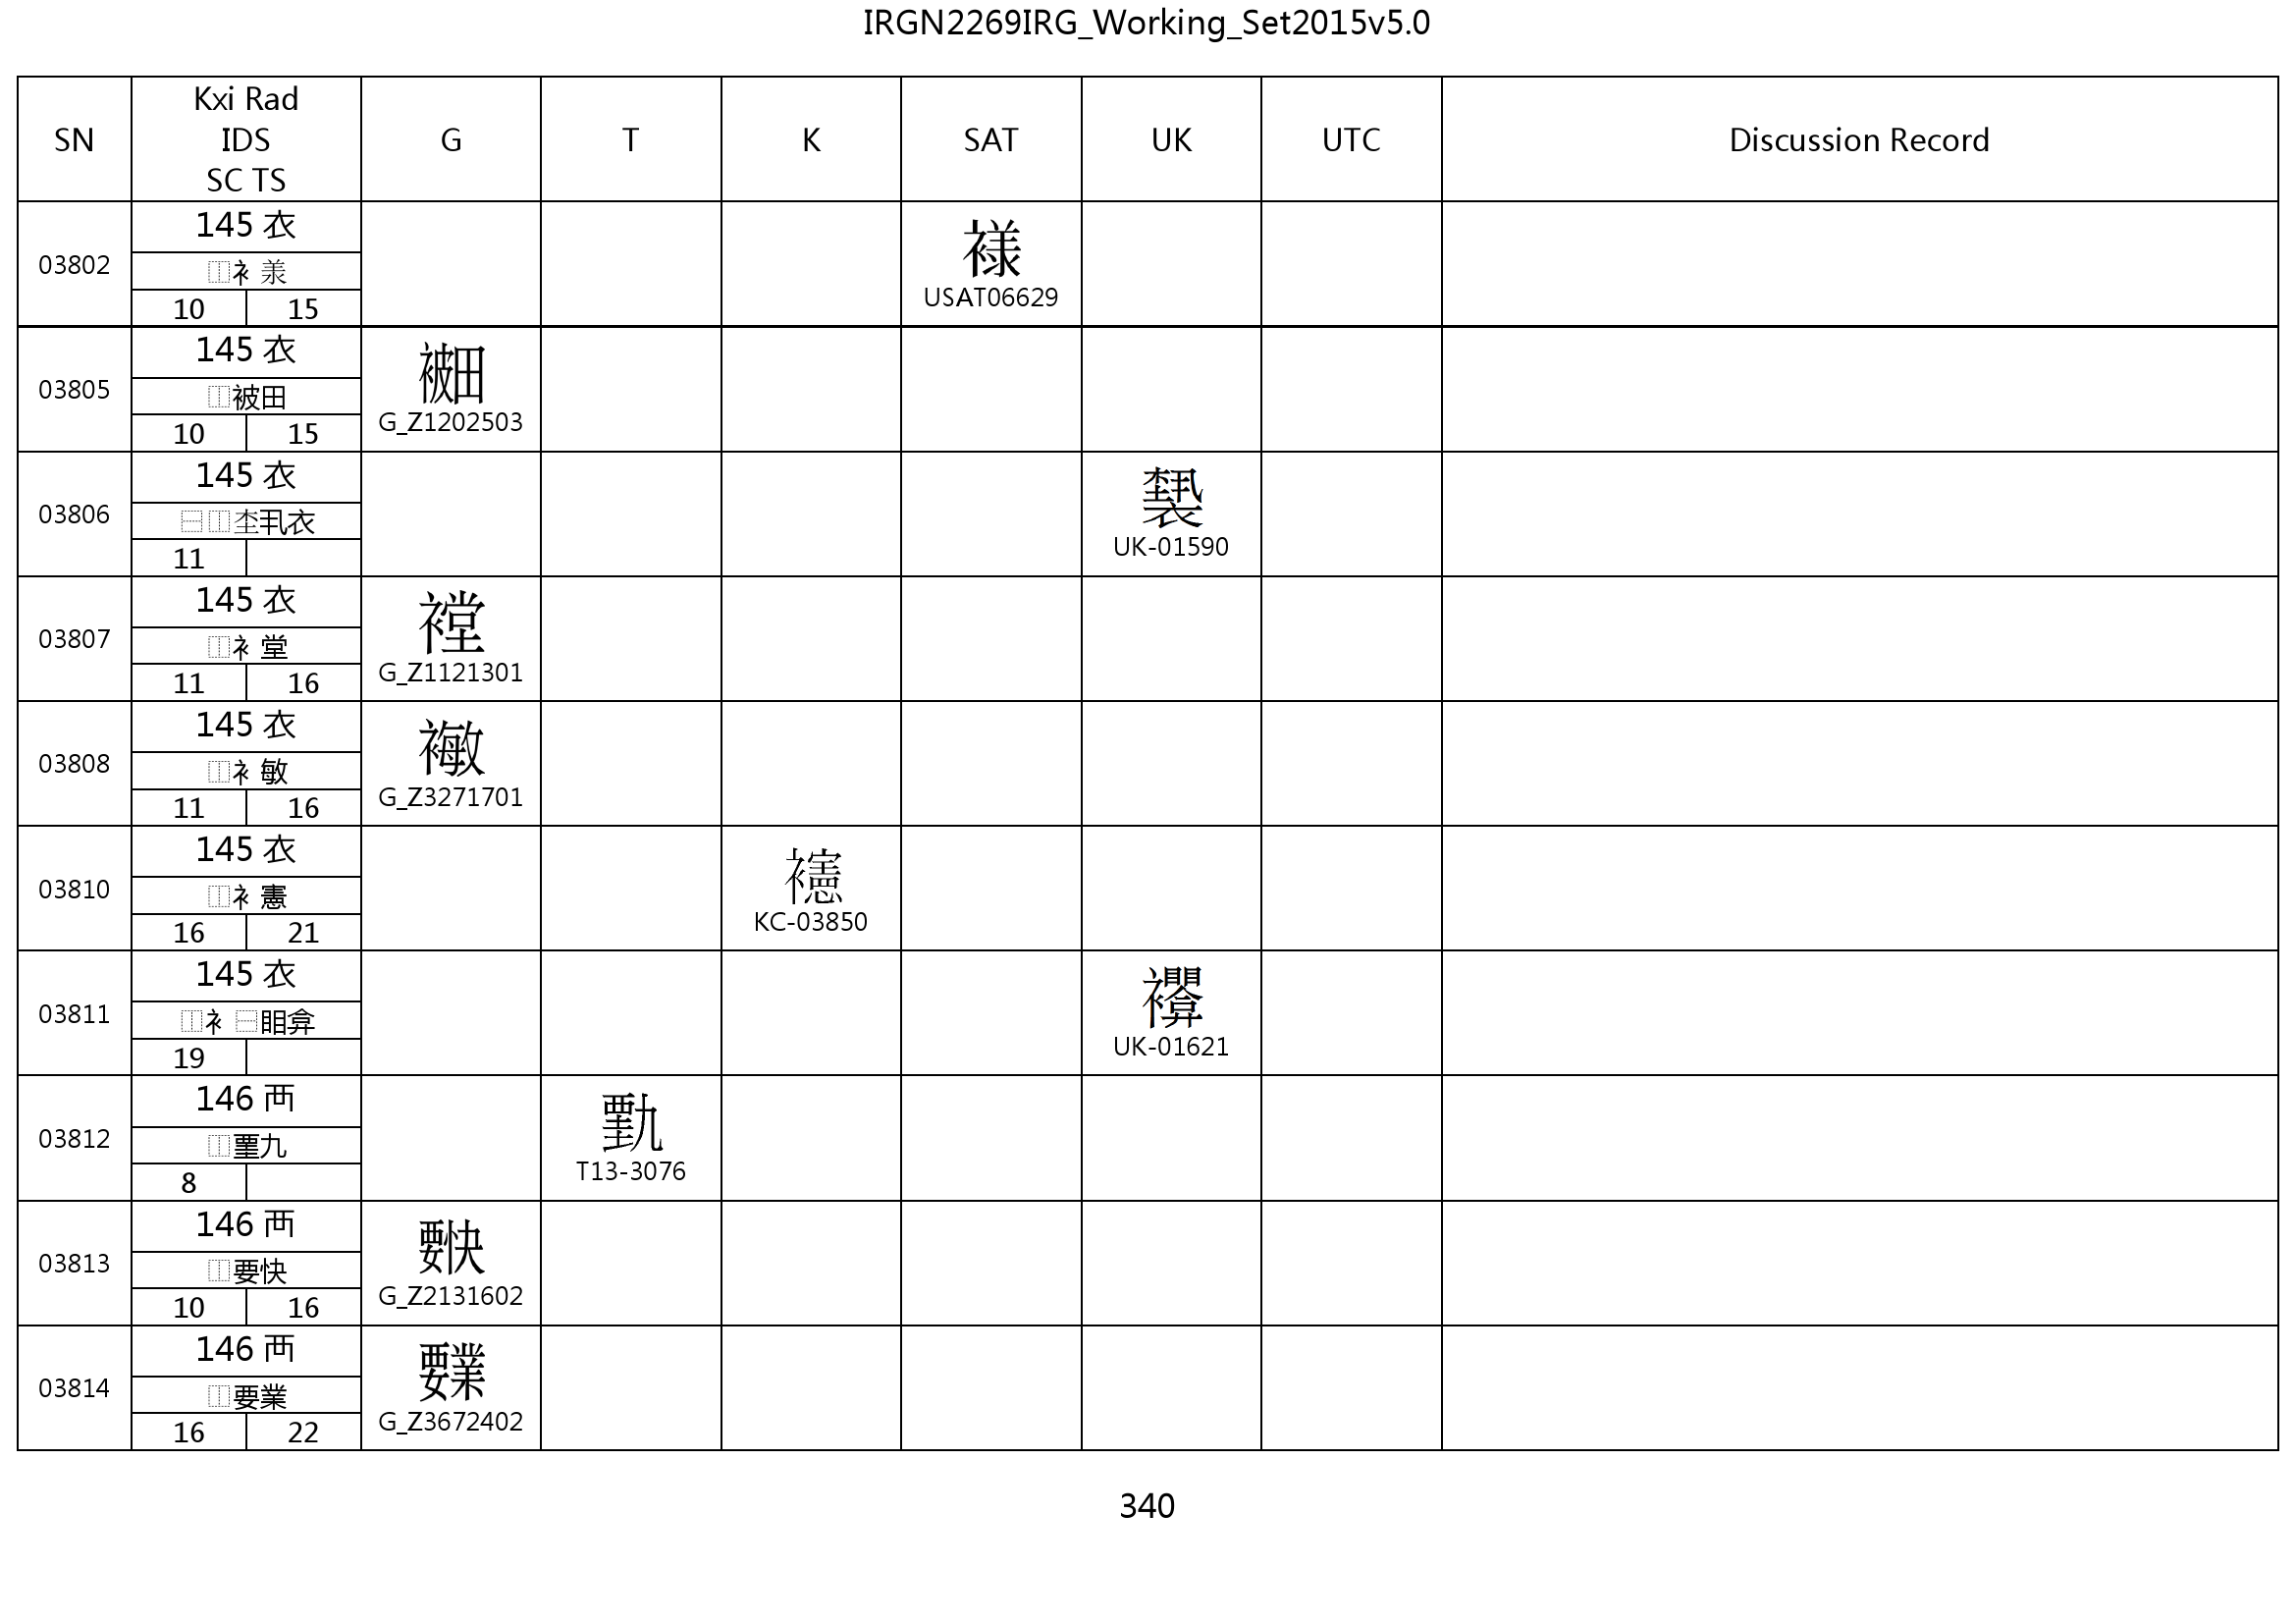 IRGN2269IRG_Working_Set2015v5.0
SN Kxi Rad IDS SC TS G T K SAT UK UTC Discussion Record
03802 145 衣
⿰衤羕
10 15
USAT06629
03805 145 衣
⿰被田
10 15
G_Z1202503
03806 145 衣
⿱⿰坴丮衣
11
UK-01590
03807 145 衣
⿰衤堂
11 16
G_Z1121301
03808 145 衣
⿰衤敏
11 16
G_Z3271701
03810 145 衣
⿰衤憲
16 21
KC-03850
03811 145 衣
⿰衤⿱䀠弇
19
UK-01621
03812 146 襾
⿰垔九
8
T13-3076
03813 146 襾
⿰要快
10 16
G_Z2131602
03814 146 襾
⿰要業
16 22
G_Z3672402
340